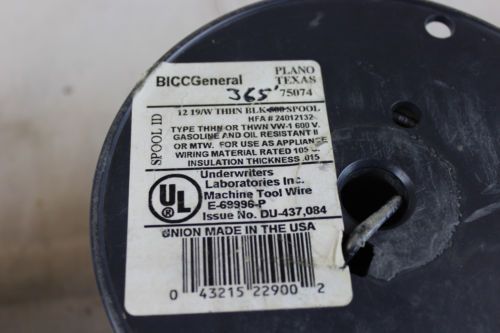 BICCGeneral PLANO
TEXAS
365' 75074
SPOOL ID
12 19/W THHN BLK 500 SPOOL
HFA # 24012132
TYPE THHN OR THWN VW-1 600 V.
GASOLINE AND OIL RESISTANT II
OR MTW. FOR USE AS APPLIANCE
WIRING MATERIAL RATED 105 C.
INSULATION THICKNESS .015
UL
Underwriters
Laboratories Inc.
Machine Tool Wire
E-69996-P
Issue No. DU-437,084
UNION MADE IN THE USA
0 43215 22900 2